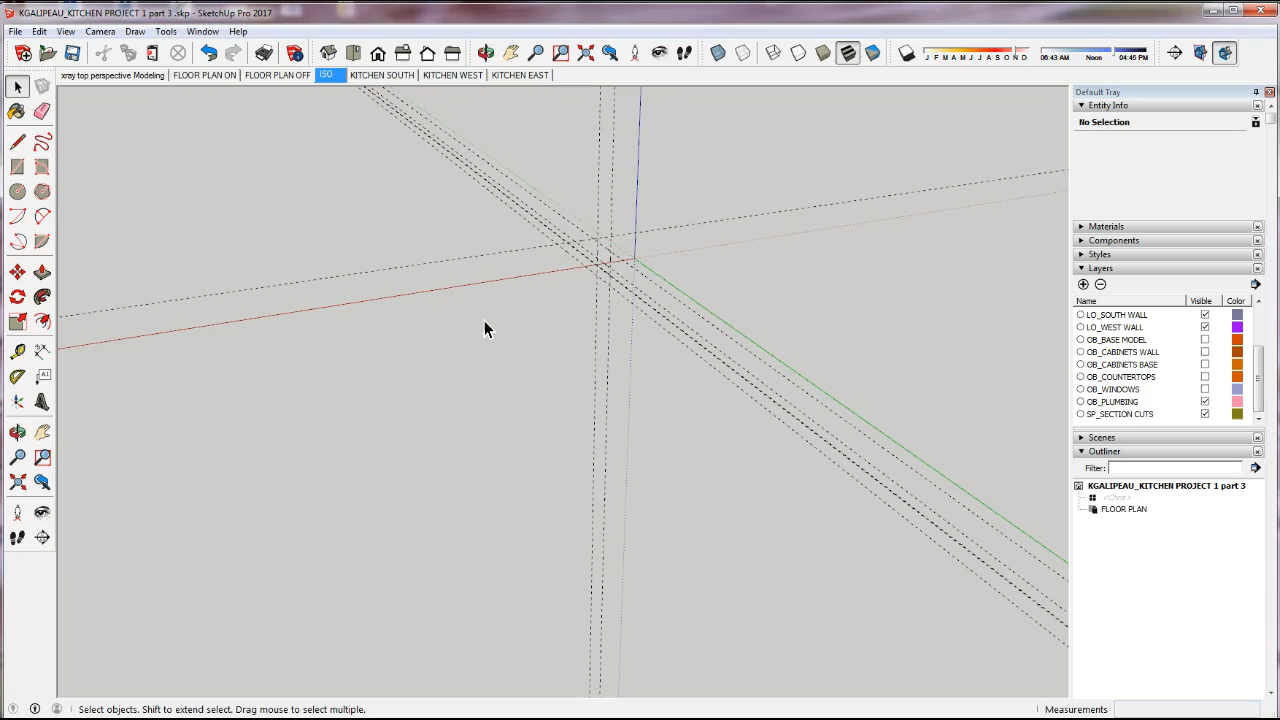 KGALIPEAU_KITCHEN PROJECT 1 part 3 .skp - SketchUp Pro 2017
File Edit View Camera Draw Tools Window Help
J F M A M J J A S O N D
06:43 AM Noon 04:45 PM
xray top perspective Modeling FLOOR PLAN ON FLOOR PLAN OFF ISO KITCHEN SOUTH KITCHEN WEST KITCHEN EAST
Default Tray
Entity Info
No Selection
Materials
Components
Styles
Layers
Name Visible Color
LO_SOUTH WALL
LO_WEST WALL
OB_BASE MODEL
OB_CABINETS WALL
OB_CABINETS BASE
OB_COUNTERTOPS
OB_WINDOWS
OB_PLUMBING
SP_SECTION CUTS
Scenes
Outliner
Filter:
KGALIPEAU_KITCHEN PROJECT 1 part 3
<Chris>
FLOOR PLAN
A1
Select objects. Shift to extend select. Drag mouse to select multiple.
Measurements